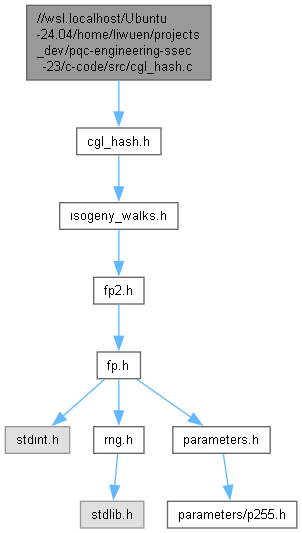 //wsl.localhost/Ubuntu
-24.04/home/liwuen/projects
_dev/pqc-engineering-ssec
-23/c-code/src/cgl_hash.c
cgl_hash.h
isogeny_walks.h
fp2.h
fp.h
stdint.h
rng.h
parameters.h
stdlib.h
parameters/p255.h